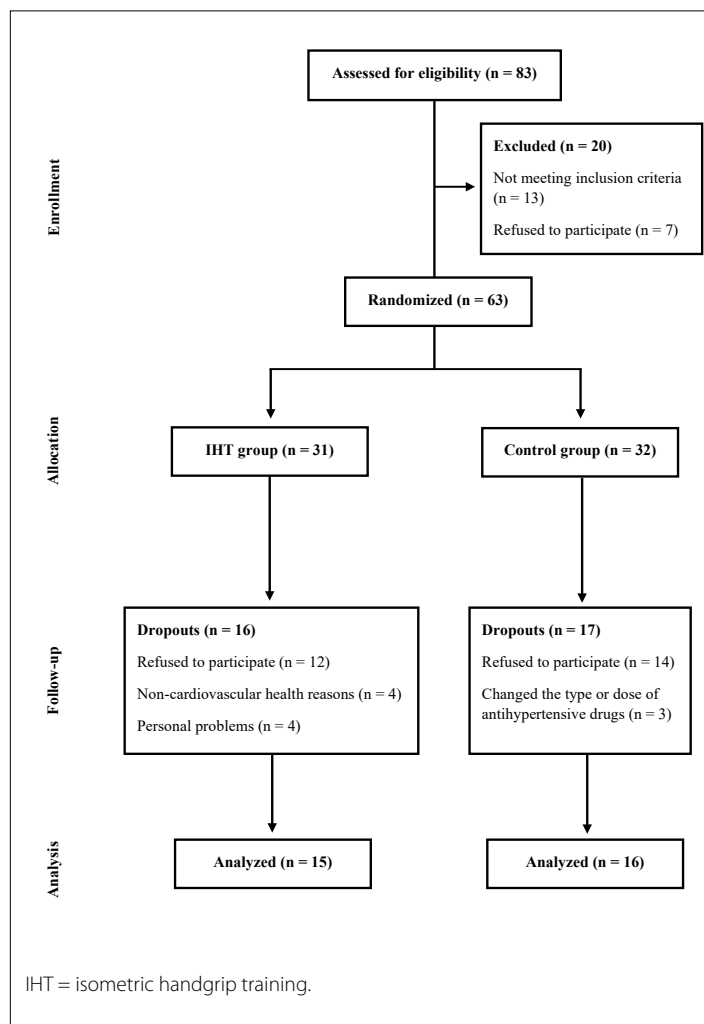 Assessed for eligibility (n = 83)
Enrollment
Excluded (n = 20)
Not meeting inclusion criteria
(n = 13)
Refused to participate (n = 7)
Randomized (n = 63)
Allocation
IHT group (n = 31)
Control group (n = 32)
Follow-up
Dropouts (n = 16)
Refused to participate (n = 12)
Non-cardiovascular health reasons (n = 4)
Personal problems (n = 4)
Dropouts (n = 17)
Refused to participate (n = 14)
Changed the type or dose of
antihypertensive drugs (n = 3)
Analysis
Analyzed (n = 15)
Analyzed (n = 16)
IHT = isometric handgrip training.